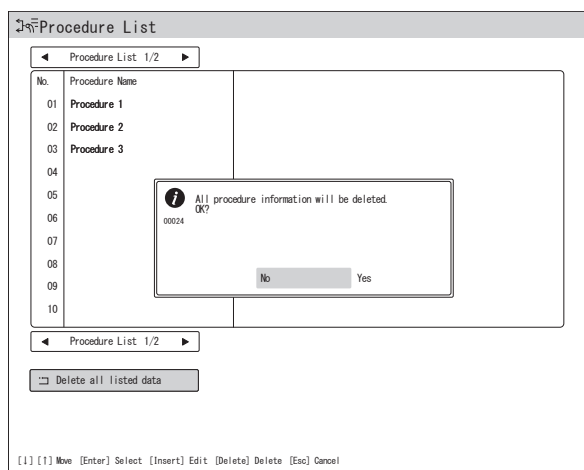 Procedure List
◀ Procedure List 1/2 ▶
No. Procedure Name
01 Procedure 1
02 Procedure 2
03 Procedure 3
04
05
06
07
08
09
10
i All procedure information will be deleted.
OK?
00024
No Yes
◀ Procedure List 1/2 ▶
Delete all listed data
[↓] [↑] Move [Enter] Select [Insert] Edit [Delete] Delete [Esc] Cancel